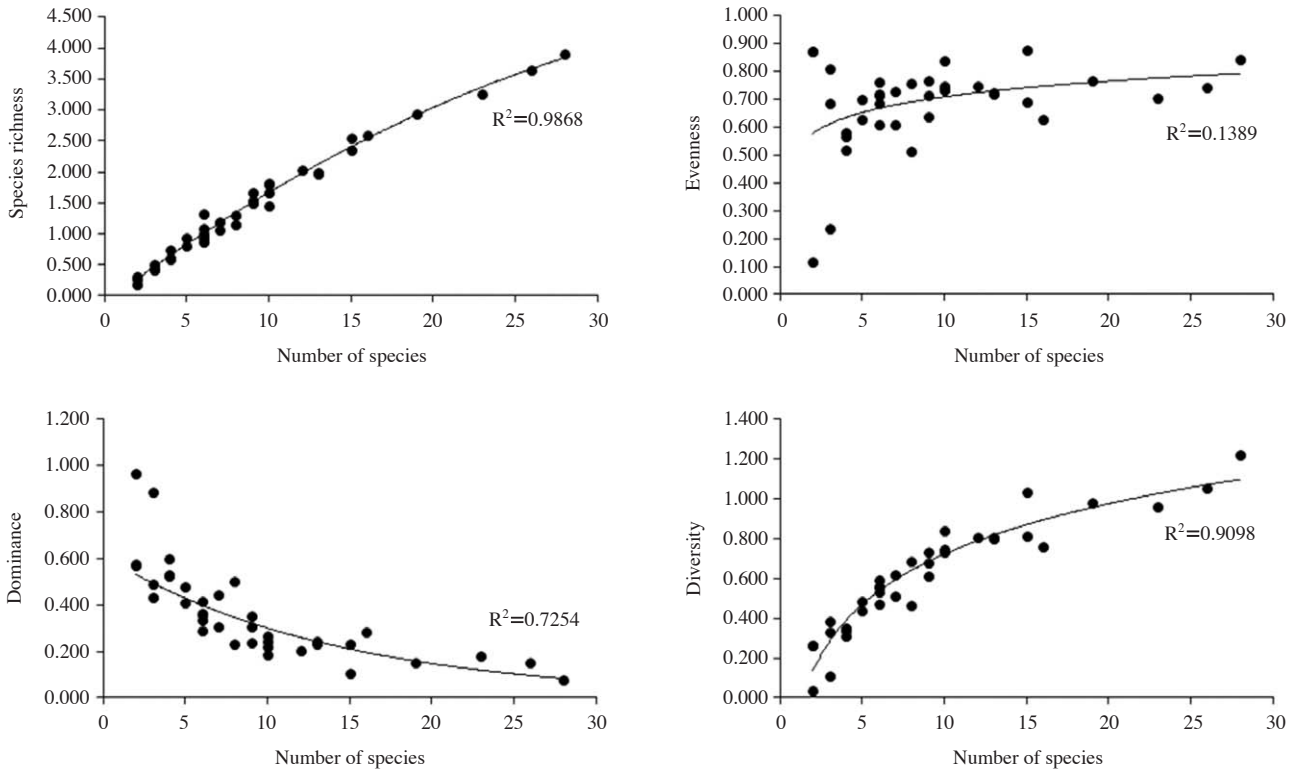 4.500
4.000
3.500
3.000
2.500
2.000
1.500
1.000
0.500
0.000
Species richness
R²=0.9868
0 5 10 15 20 25 30
Number of species
1.000
0.900
0.800
0.700
0.600
0.500
0.400
0.300
0.200
0.100
0.000
Evenness
R²=0.1389
0 5 10 15 20 25 30
Number of species
1.200
1.000
0.800
0.600
0.400
0.200
0.000
Dominance
R²=0.7254
0 5 10 15 20 25 30
Number of species
1.400
1.200
1.000
0.800
0.600
0.400
0.200
0.000
Diversity
R²=0.9098
0 5 10 15 20 25 30
Number of species